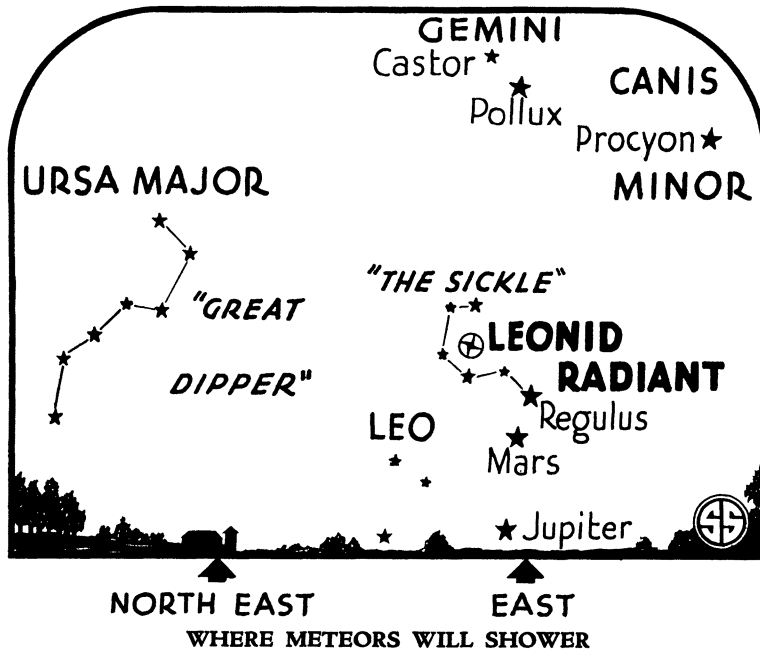 GEMINI
Castor
Pollux
CANIS
Procyon
MINOR
URSA MAJOR
"GREAT
DIPPER"
"THE SICKLE"
LEONID
RADIANT
Regulus
LEO
Mars
Jupiter
SS
NORTH EAST
EAST
WHERE METEORS WILL SHOWER